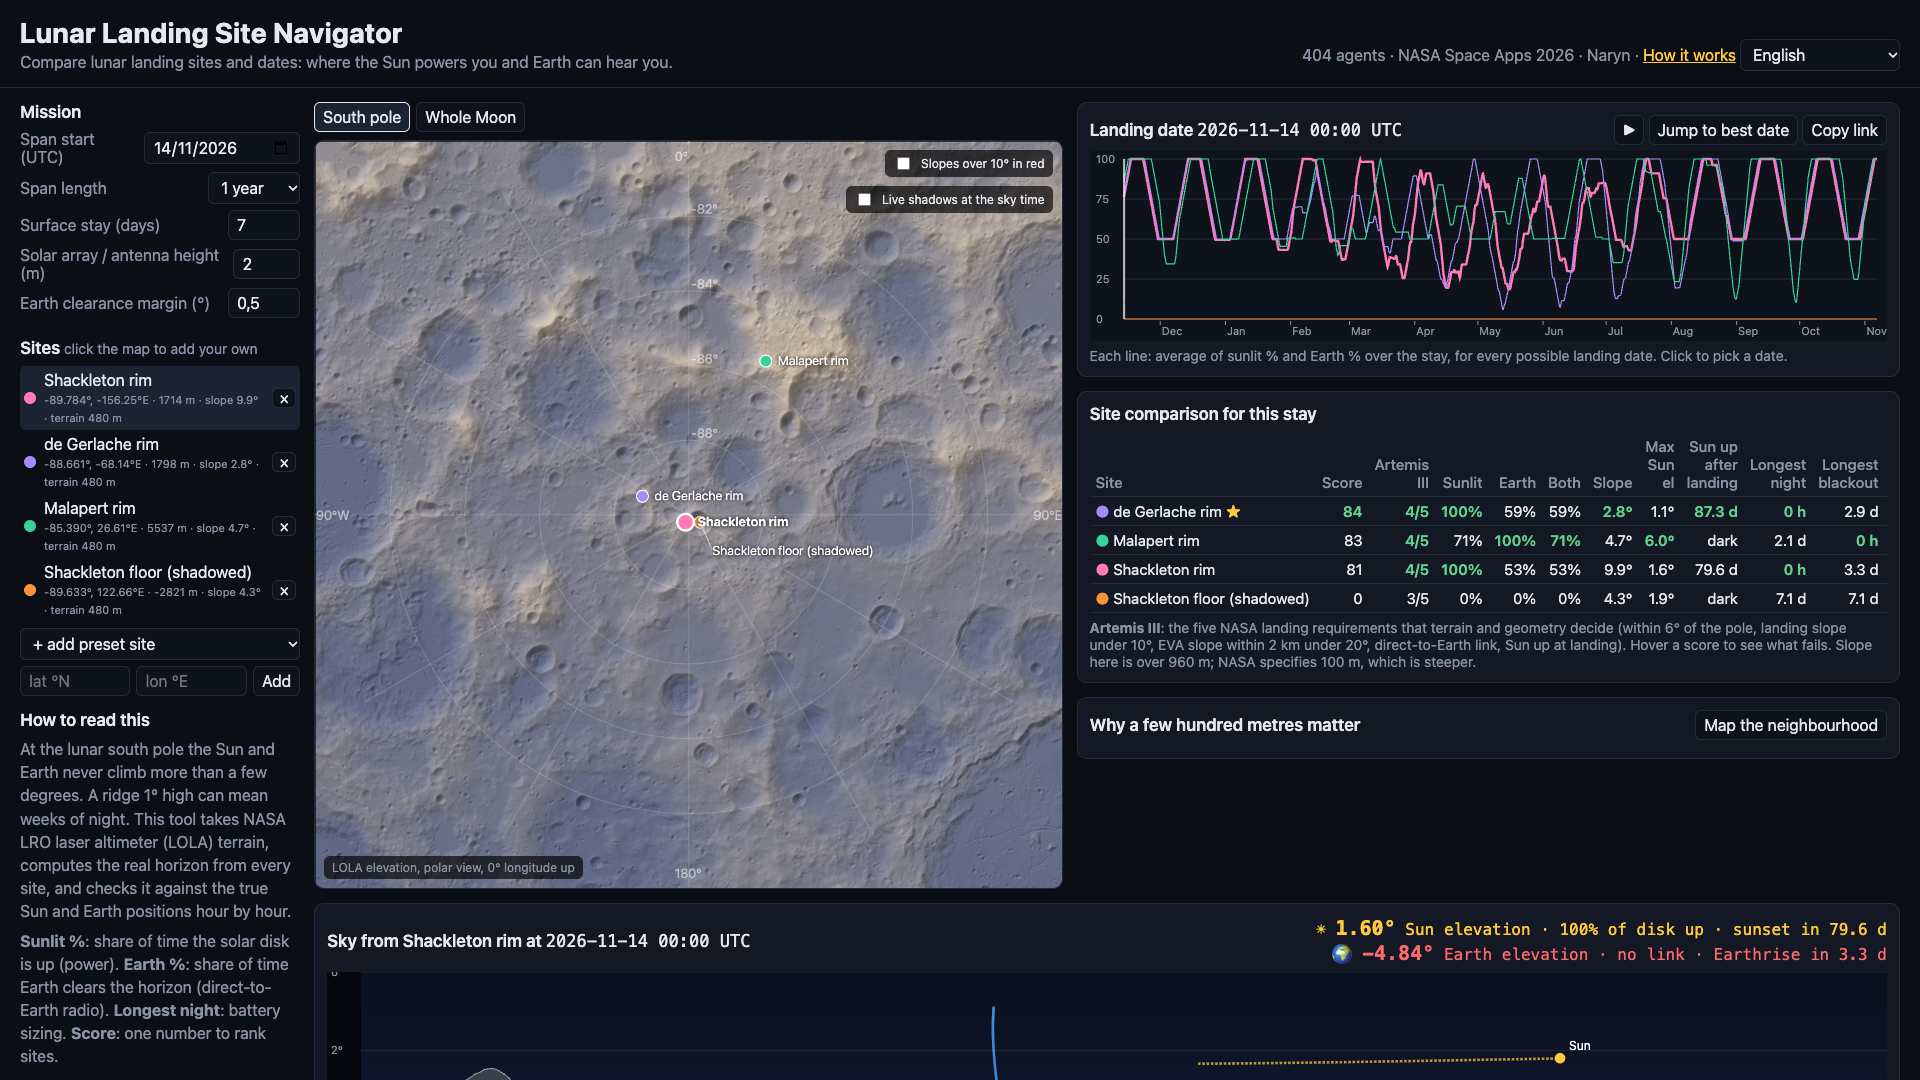 Lunar Landing Site Navigator
Compare lunar landing sites and dates: where the Sun powers you and Earth can hear you.
404 agents · NASA Space Apps 2026 · Naryn · How it works
English
Mission
Span start (UTC)
14/11/2026
Span length
1 year
Surface stay (days)
7
Solar array / antenna height (m)
2
Earth clearance margin (°)
0,5
Sites click the map to add your own
Shackleton rim
-89.784°, -156.25°E · 1714 m · slope 9.9°
· terrain 480 m
×
de Gerlache rim
-88.661°, -68.14°E · 1798 m · slope 2.8° ·
terrain 480 m
×
Malapert rim
-85.390°, 26.61°E · 5537 m · slope 4.7° ·
terrain 480 m
×
Shackleton floor (shadowed)
-89.633°, 122.66°E · -2821 m · slope 4.3°
· terrain 480 m
×
+ add preset site
lat °N
lon °E
Add
How to read this
At the lunar south pole the Sun and
Earth never climb more than a few
degrees. A ridge 1° high can mean
weeks of night. This tool takes NASA
LRO laser altimeter (LOLA) terrain,
computes the real horizon from every
site, and checks it against the true
Sun and Earth positions hour by hour.
Sunlit %: share of time the solar disk
is up (power). Earth %: share of time
Earth clears the horizon (direct-to-
Earth radio). Longest night: battery
sizing. Score: one number to rank
sites.
South pole
Whole Moon
0°
Slopes over 10° in red
Live shadows at the sky time
-82°
-84°
-86°
Malapert rim
-88°
de Gerlache rim
90°W
Shackleton rim
90°E
Shackleton floor (shadowed)
LOLA elevation, polar view, 0° longitude up
180°
Landing date 2026-11-14 00:00 UTC
▶
Jump to best date
Copy link
100
75
50
25
0
Dec Jan Feb Mar Apr May Jun Jul Aug Sep Oct Nov
Each line: average of sunlit % and Earth % over the stay, for every possible landing date. Click to pick a date.
Site comparison for this stay
Site Score Artemis III Sunlit Earth Both Slope Max Sun el Sun up after landing Longest night Longest blackout
de Gerlache rim ⭐ 84 4/5 100% 59% 59% 2.8° 1.1° 87.3 d 0 h 2.9 d
Malapert rim 83 4/5 71% 100% 71% 4.7° 6.0° dark 2.1 d 0 h
Shackleton rim 81 4/5 100% 53% 53% 9.9° 1.6° 79.6 d 0 h 3.3 d
Shackleton floor (shadowed) 0 3/5 0% 0% 0% 4.3° 1.9° dark 7.1 d 7.1 d
Artemis III: the five NASA landing requirements that terrain and geometry decide (within 6° of the pole, landing slope
under 10°, EVA slope within 2 km under 20°, direct-to-Earth link, Sun up at landing). Hover a score to see what fails. Slope
here is over 960 m; NASA specifies 100 m, which is steeper.
Why a few hundred metres matter
Map the neighbourhood
Sky from Shackleton rim at 2026-11-14 00:00 UTC
☀ 1.60° Sun elevation · 100% of disk up · sunset in 79.6 d
🌍 −4.84° Earth elevation · no link · Earthrise in 3.3 d
2°
Sun